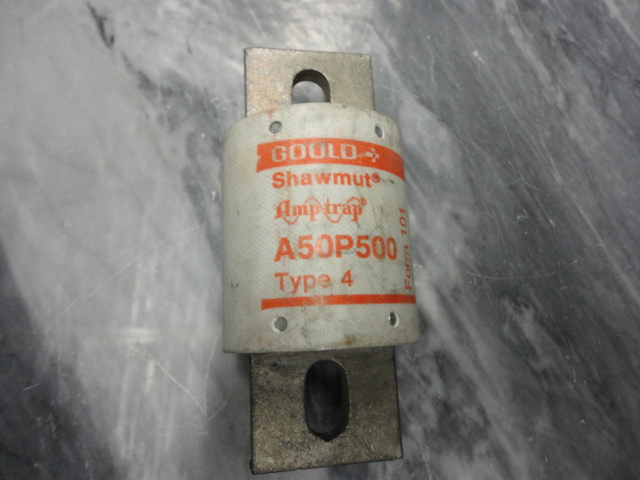 GOULD
Shawmut®
Amp-trap®
A50P500
Type 4
Form 101